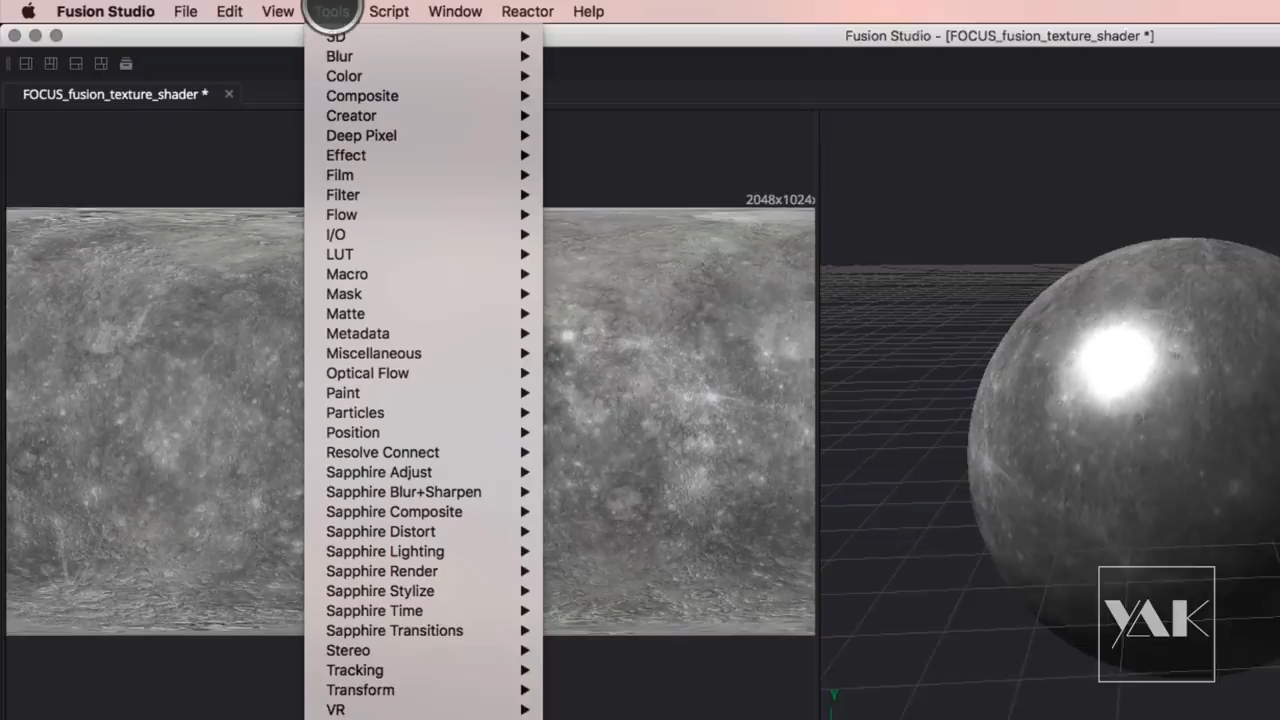 Fusion Studio File Edit View Tools Script Window Reactor Help
Fusion Studio - [FOCUS_fusion_texture_shader *]
FOCUS_fusion_texture_shader *
3D
Blur
Color
Composite
Creator
Deep Pixel
Effect
Film
Filter
Flow
I/O
LUT
Macro
Mask
Matte
Metadata
Miscellaneous
Optical Flow
Paint
Particles
Position
Resolve Connect
Sapphire Adjust
Sapphire Blur+Sharpen
Sapphire Composite
Sapphire Distort
Sapphire Lighting
Sapphire Render
Sapphire Stylize
Sapphire Time
Sapphire Transitions
Stereo
Tracking
Transform
VR
2048x1024x
YAK